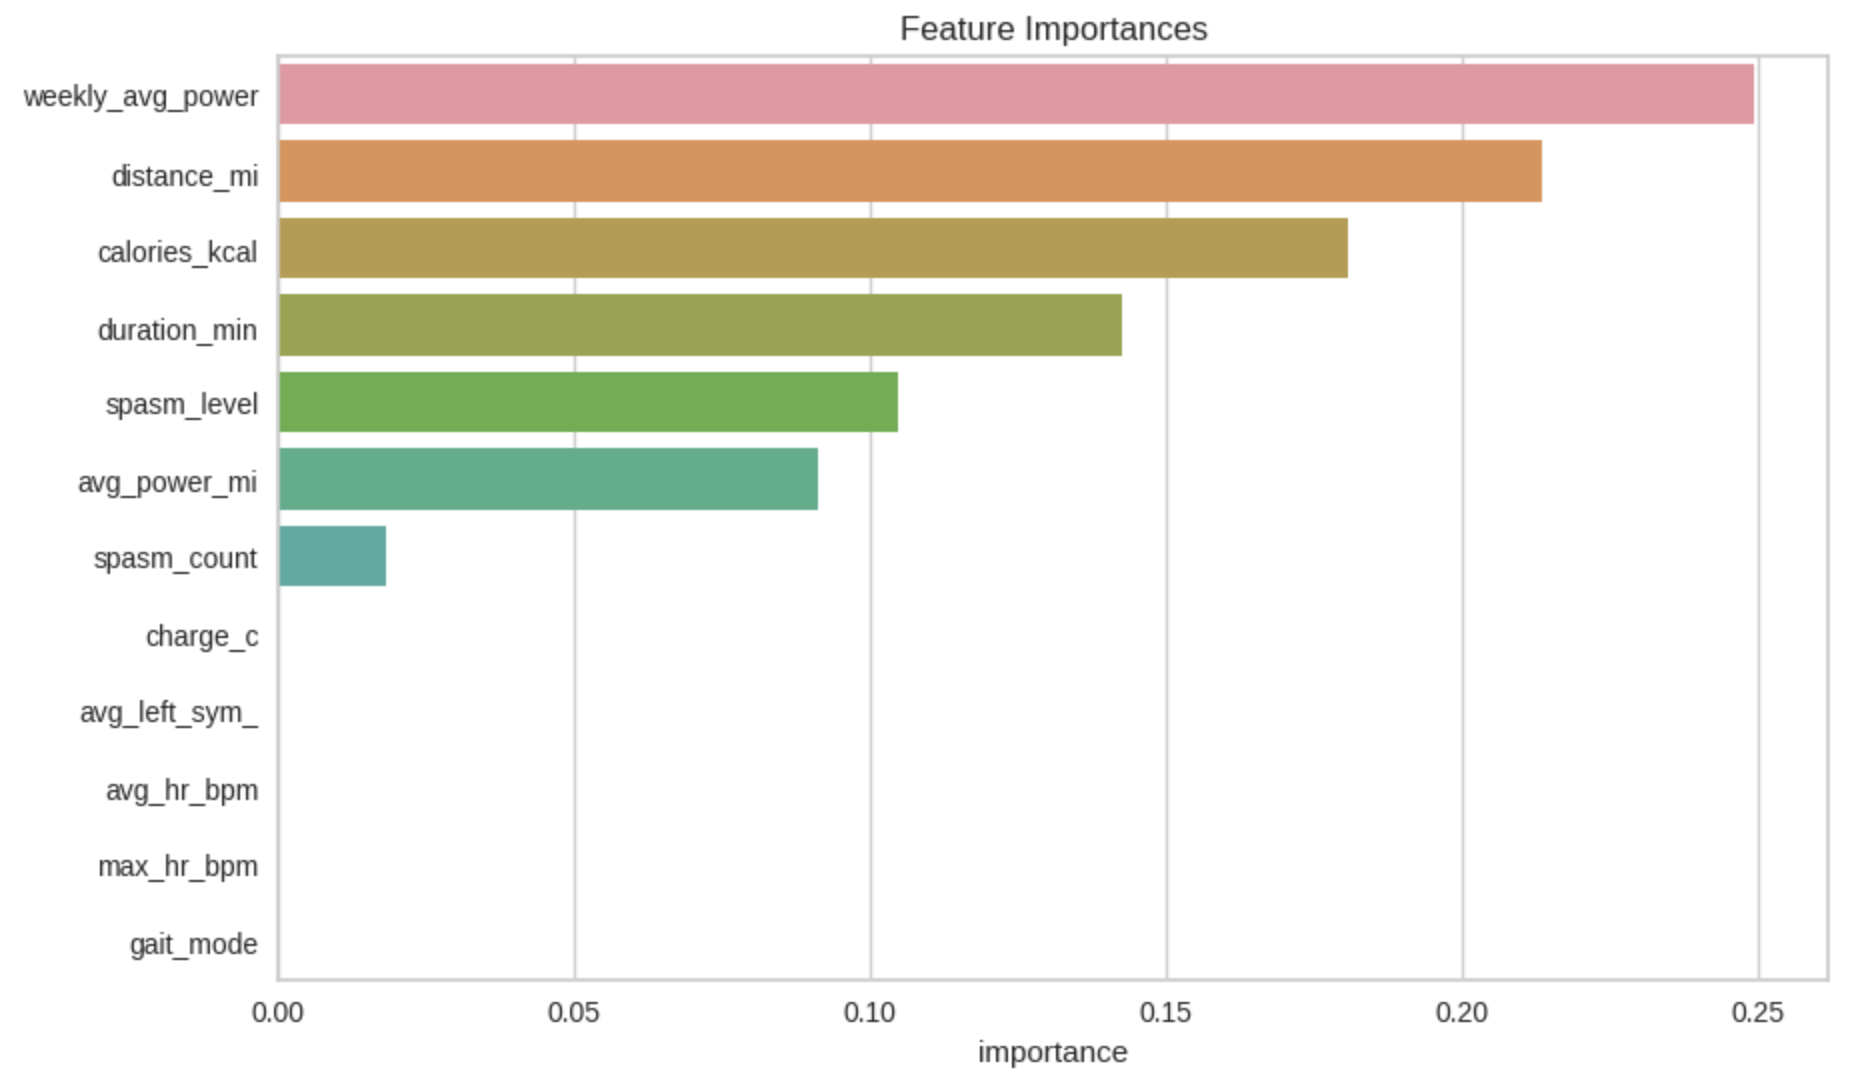 Feature Importances
weekly_avg_power
distance_mi
calories_kcal
duration_min
spasm_level
avg_power_mi
spasm_count
charge_c
avg_left_sym_
avg_hr_bpm
max_hr_bpm
gait_mode
0.00 0.05 0.10 0.15 0.20 0.25
importance